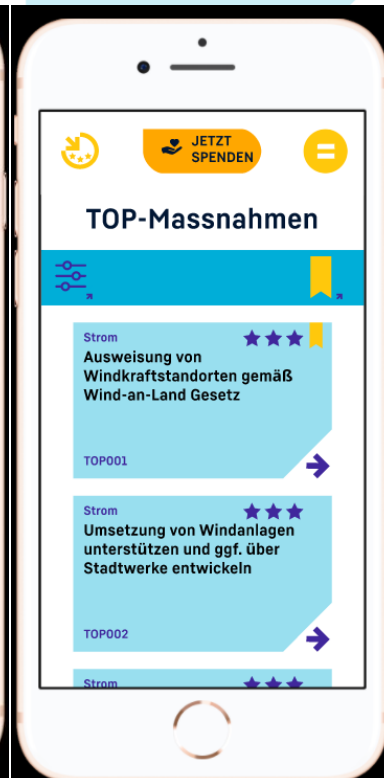 JETZT
SPENDEN
TOP-Massnahmen
Strom
Ausweisung von
Windkraftstandorten gemäß
Wind-an-Land Gesetz
TOP001
Strom
Umsetzung von Windanlagen
unterstützen und ggf. über
Stadtwerke entwickeln
TOP002
Strom